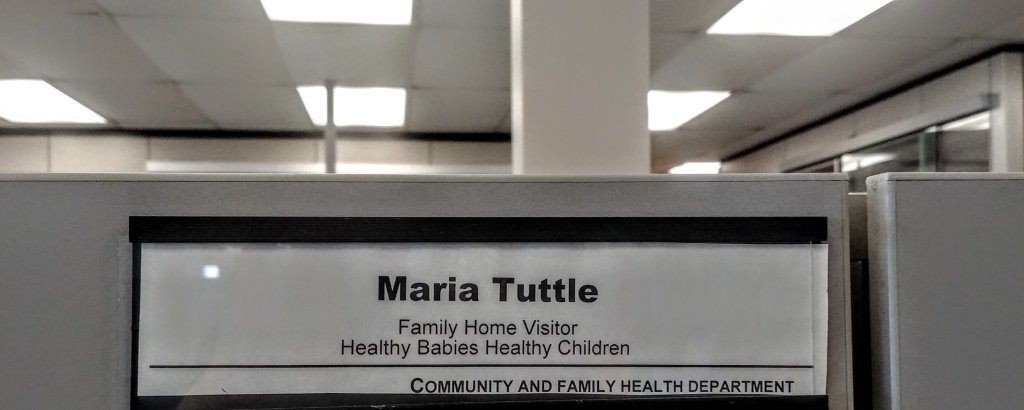 Maria Tuttle
Family Home Visitor
Healthy Babies Healthy Children
COMMUNITY AND FAMILY HEALTH DEPARTMENT